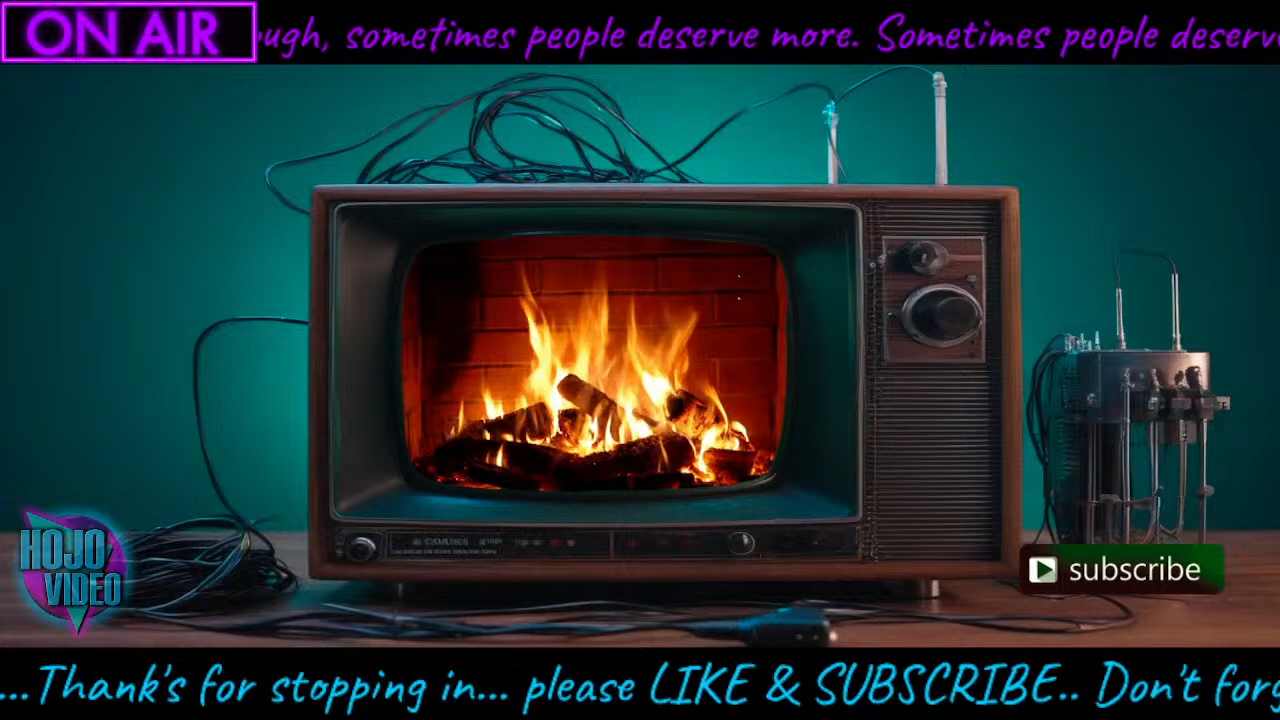 ON AIR
ugh, sometimes people deserve more. Sometimes people deserv
HOJO
VIDEO
subscribe
...Thank's for stopping in... please LIKE & SUBSCRIBE.. Don't forg